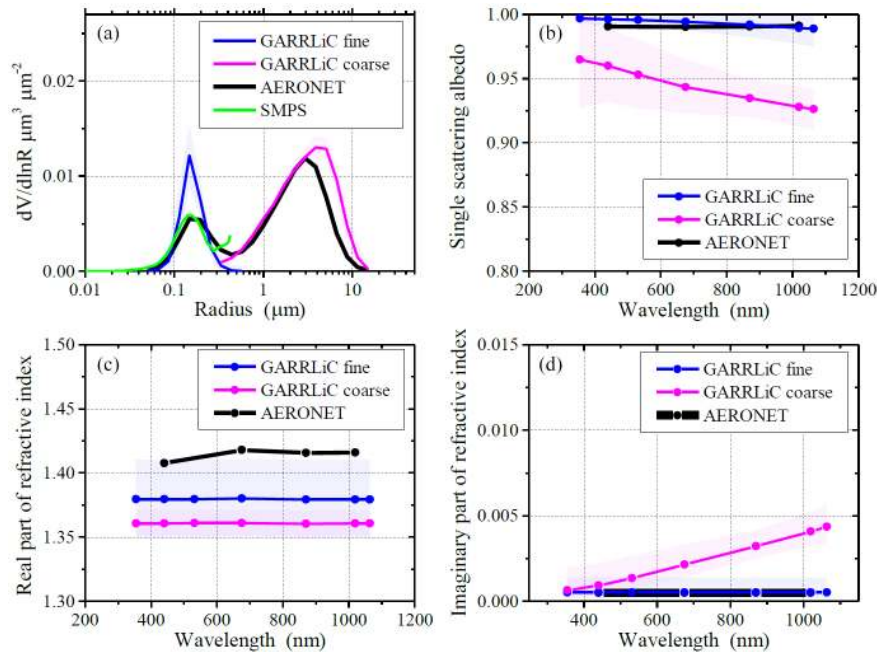 (a)
GARRLiC fine
GARRLiC coarse
AERONET
SMPS
dV/dlnR μm³ μm⁻²
0.02
0.01
0.00
0.01 0.1 1 10
Radius (μm)
(b)
1.00
0.95
0.90
0.85
0.80
Single scattering albedo
GARRLiC fine
GARRLiC coarse
AERONET
200 400 600 800 1000 1200
Wavelength (nm)
(c)
GARRLiC fine
GARRLiC coarse
AERONET
1.50
1.45
1.40
1.35
1.30
Real part of refractive index
200 400 600 800 1000 1200
Wavelength (nm)
(d)
GARRLiC fine
GARRLiC coarse
AERONET
0.015
0.010
0.005
0.000
Imaginary part of refractive index
400 600 800 1000
Wavelength (nm)